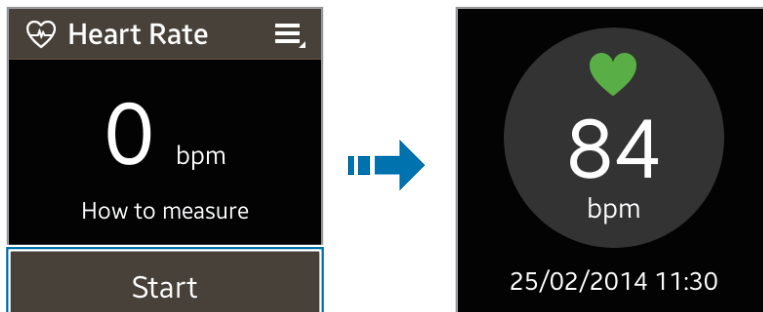 Heart Rate
0 bpm
How to measure
Start
84
bpm
25/02/2014 11:30